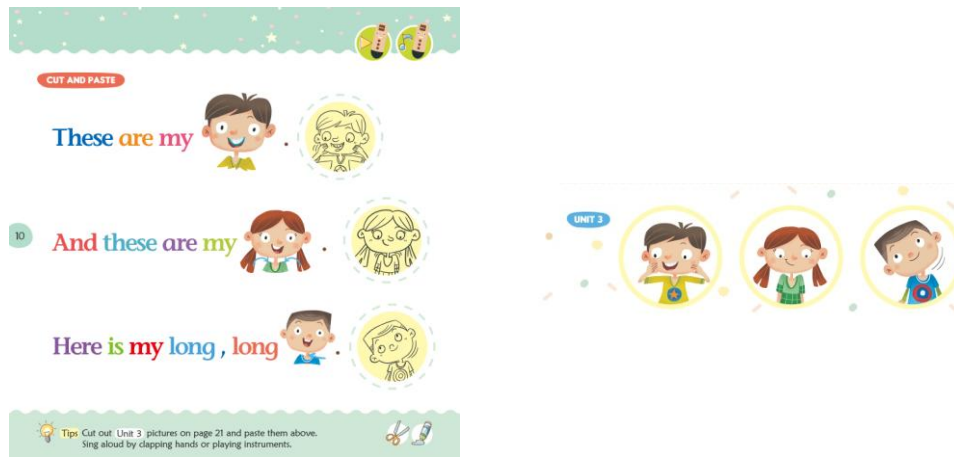 CUT AND PASTE
These are my .
10
And these are my .
Here is my long , long .
Tips Cut out Unit 3 pictures on page 21 and paste them above.
Sing aloud by clapping hands or playing instruments.
UNIT 3